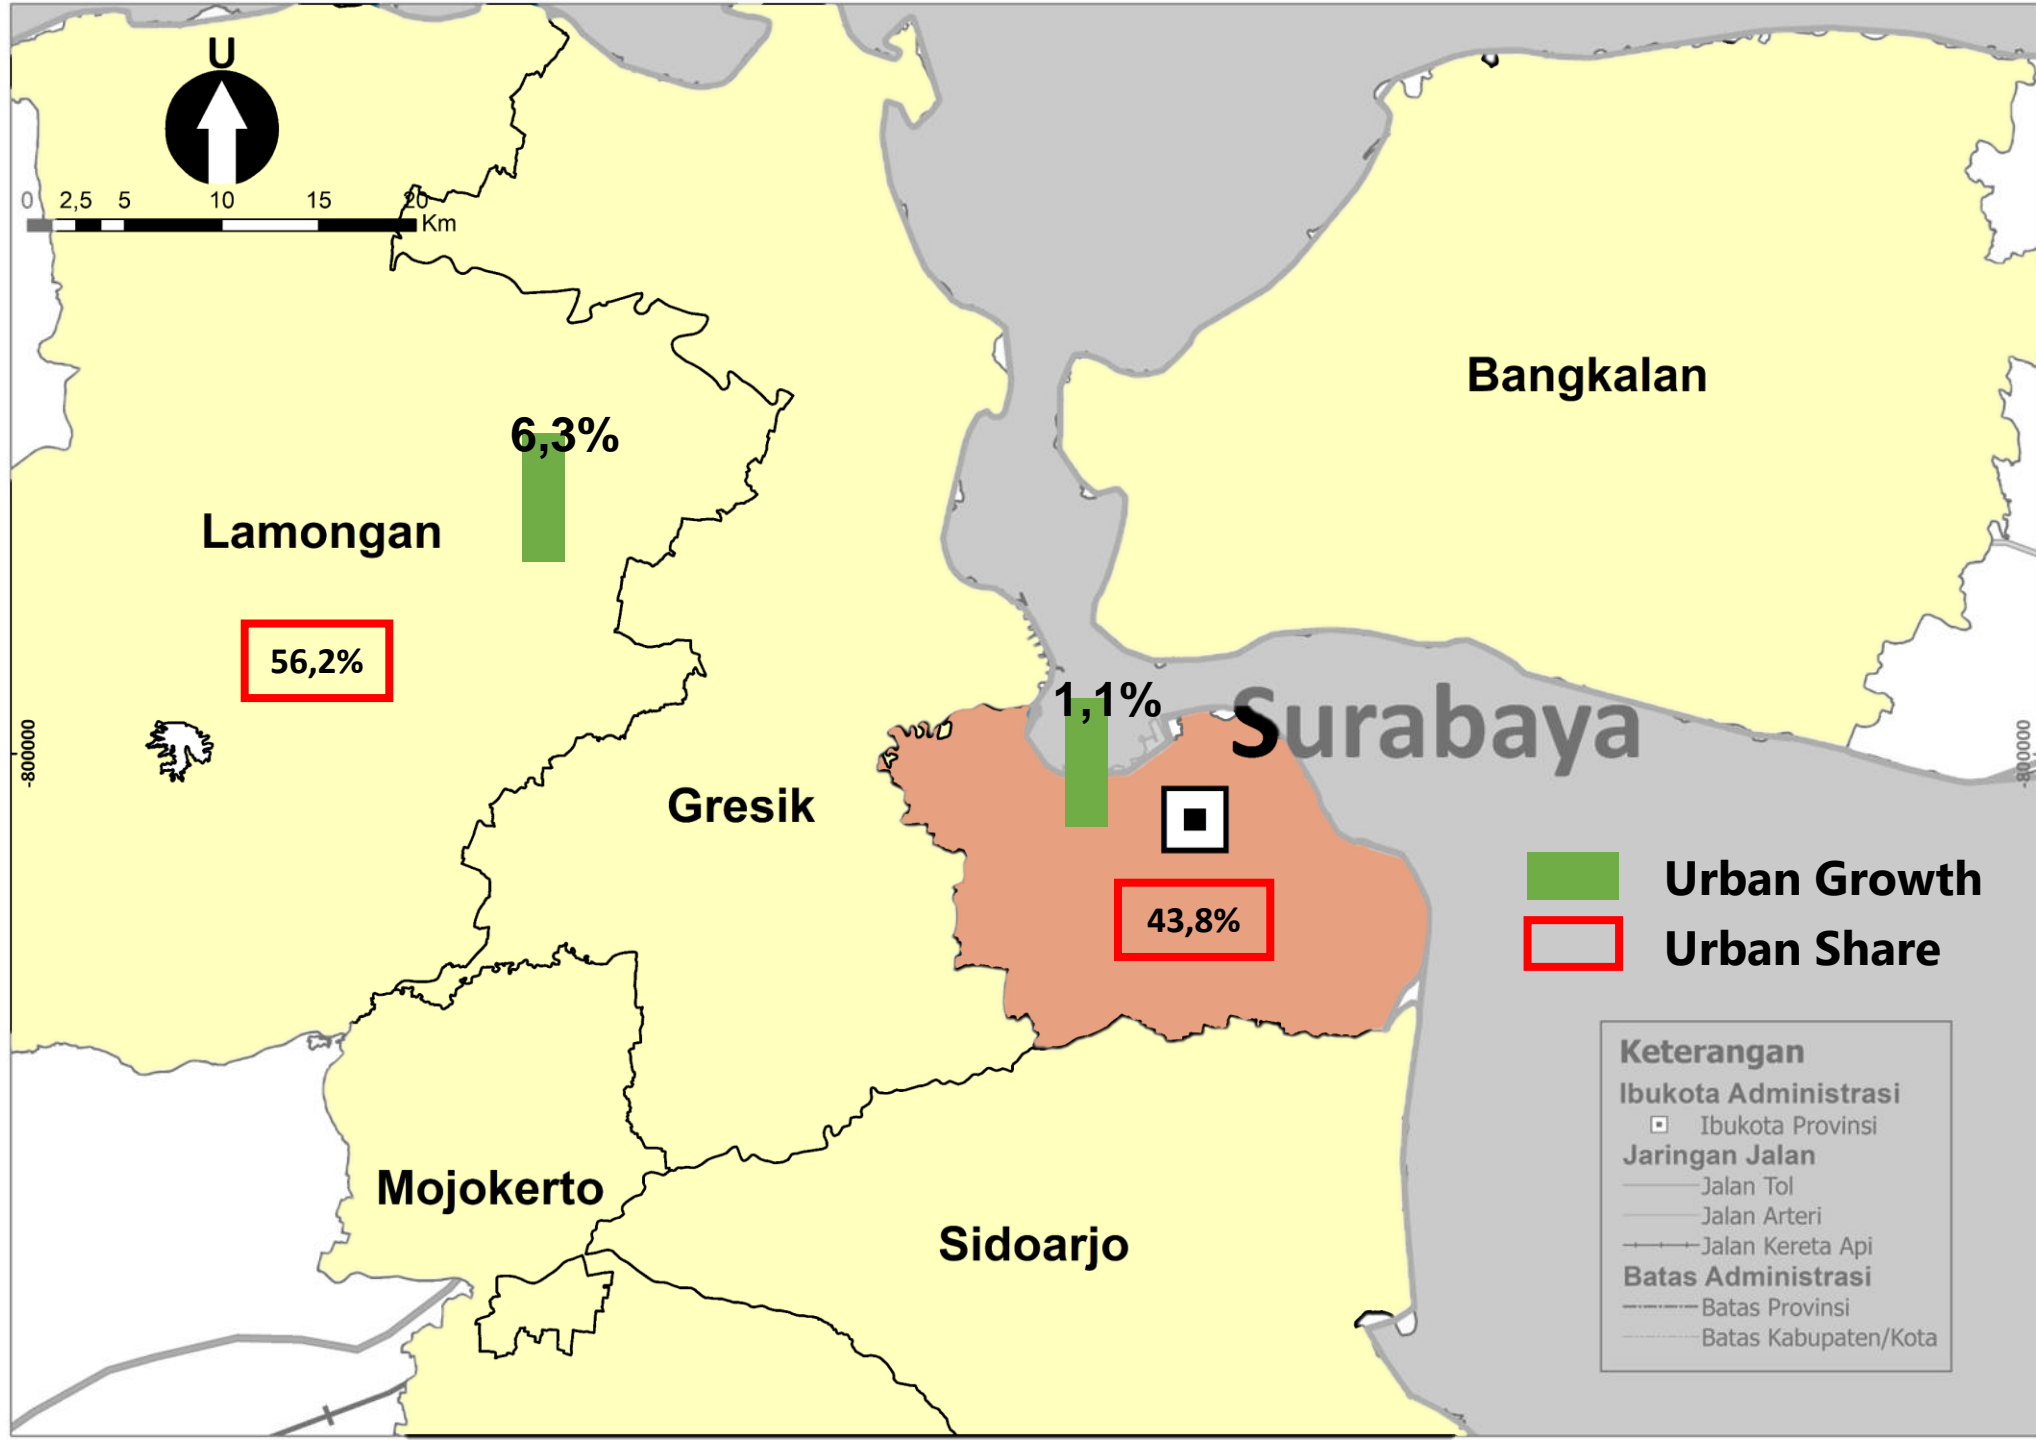 U
0 2,5 5 10 15 20
Km
Bangkalan
6,3%
Lamongan
56,2%
1,1%
Surabaya
-800000
-800000
Gresik
43,8%
Urban Growth
Urban Share
Mojokerto
Sidoarjo
Keterangan
Ibukota Administrasi
Ibukota Provinsi
Jaringan Jalan
Jalan Tol
Jalan Arteri
Jalan Kereta Api
Batas Administrasi
Batas Provinsi
Batas Kabupaten/Kota